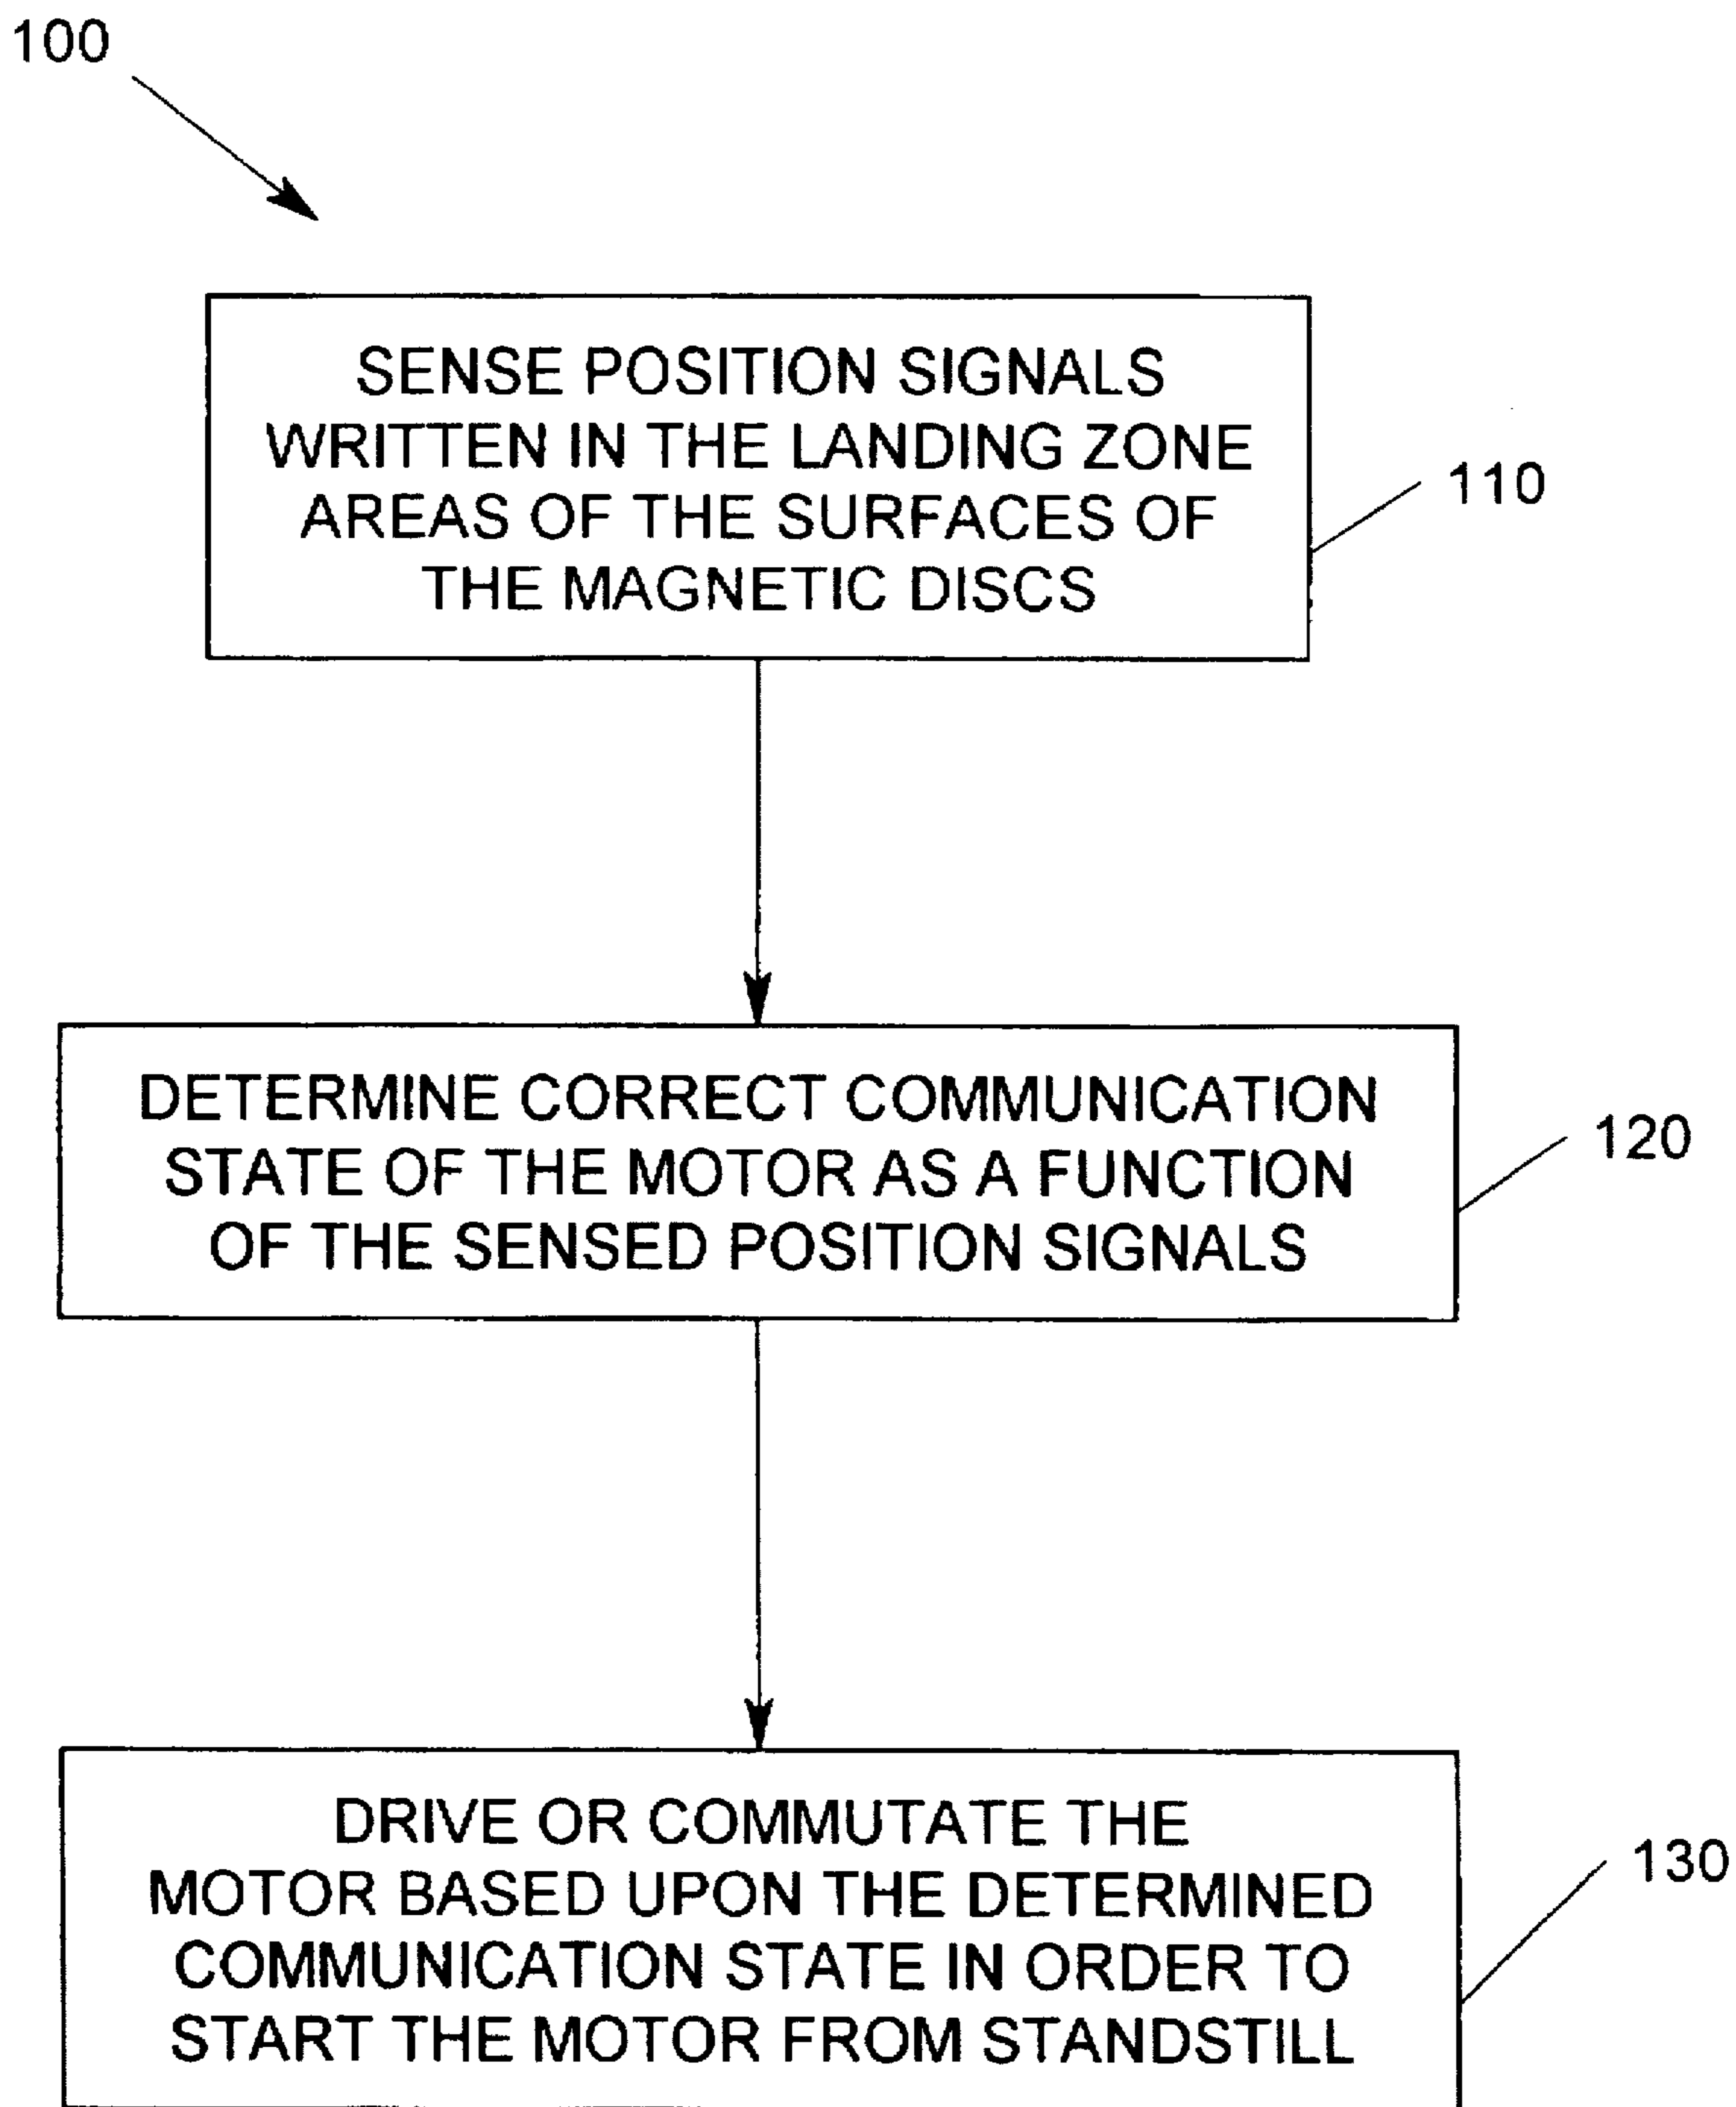 100
SENSE POSITION SIGNALS
WRITTEN IN THE LANDING ZONE
AREAS OF THE SURFACES OF
THE MAGNETIC DISCS
110
DETERMINE CORRECT COMMUNICATION
STATE OF THE MOTOR AS A FUNCTION
OF THE SENSED POSITION SIGNALS
120
DRIVE OR COMMUTATE THE
MOTOR BASED UPON THE DETERMINED
COMMUNICATION STATE IN ORDER TO
START THE MOTOR FROM STANDSTILL
130